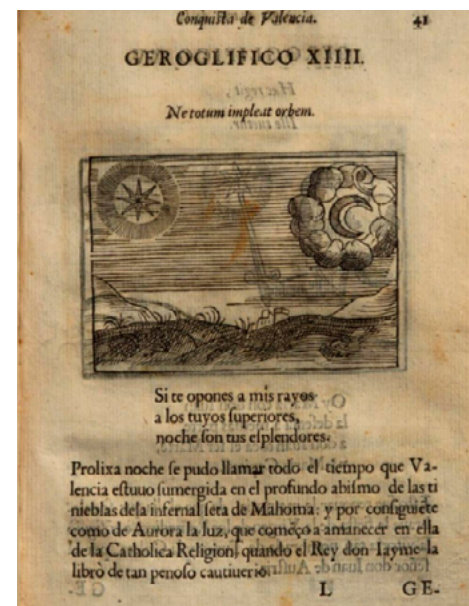 Conquista de Valencia. 41
GEROGLIFICO XIIII.
Ne totum impleat orbem.
Si te opones a mis rayos
a los tuyos superiores,
noche son tus esplendores.
Prolixa noche se pudo llamar todo el tiempo que Va-
lencia estuuo sumergida en el profundo abismo de las ti
nieblas dela infernal seta de Mahoma: y por consiguiẽte
como de Aurora la luz, que comẽçò a amanecer en ella
de la Catholica Religion, quando el Rey don Iayme la
librò de tan penoso cautiuerio.
L GE-